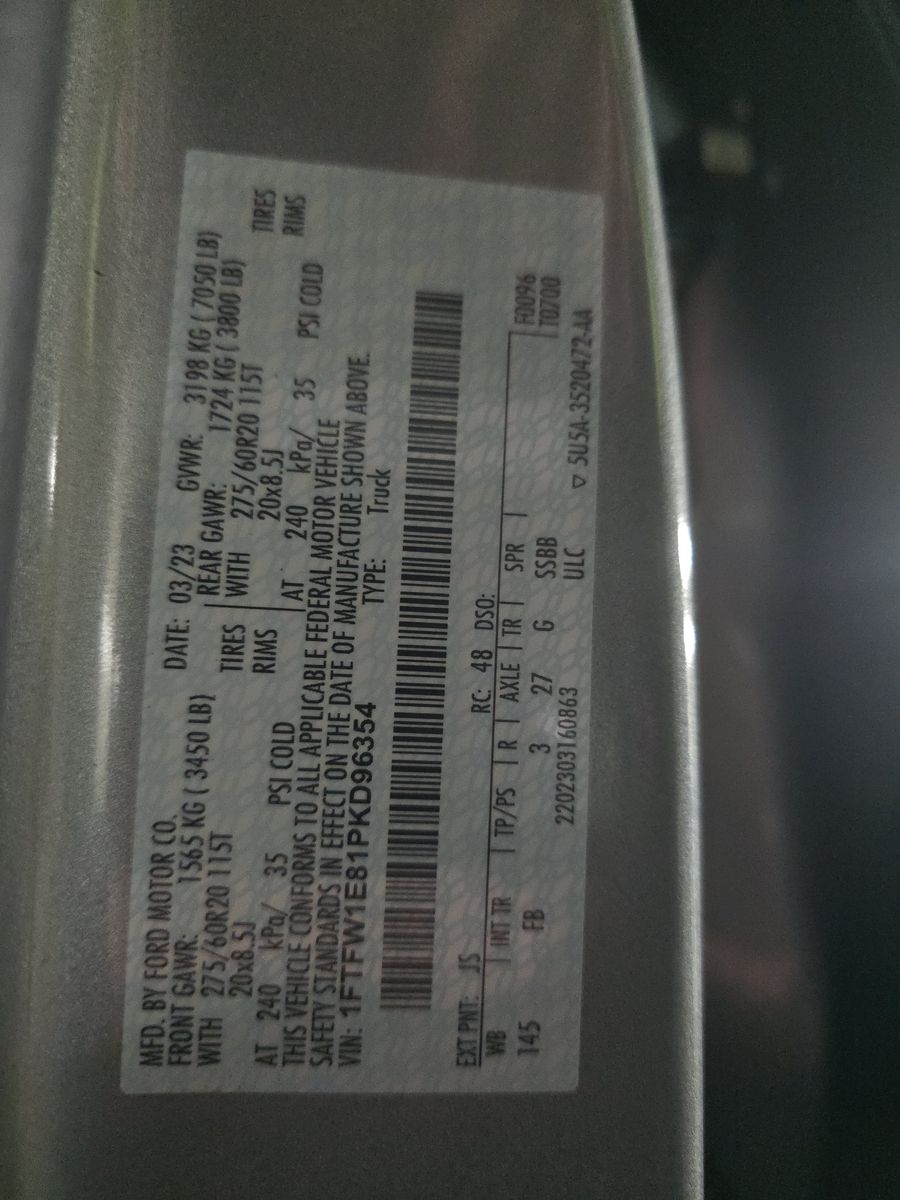 MFD. BY FORD MOTOR CO. DATE: 03/23 GVWR: 3198 KG ( 7050 LB)
FRONT GAWR: 1565 KG ( 3450 LB) REAR GAWR: 1724 KG ( 3800 LB)
WITH 275/60R20 115T TIRES WITH 275/60R20 115T TIRES
20x8.5J RIMS 20x8.5J RIMS
AT 240 kPa/ 35 PSI COLD AT 240 kPa/ 35 PSI COLD
THIS VEHICLE CONFORMS TO ALL APPLICABLE FEDERAL MOTOR VEHICLE
SAFETY STANDARDS IN EFFECT ON THE DATE OF MANUFACTURE SHOWN ABOVE.
VIN: 1FTFW1E81PKD96354 TYPE: Truck
EXT PNT: JS RC: 48 DSO:
WB INT TR TP/PS R AXLE TR SPR F0096
145 FB 3 27 G SSBB T0700
2202303160863 ULC ▽ 5U5A-3520472-AA